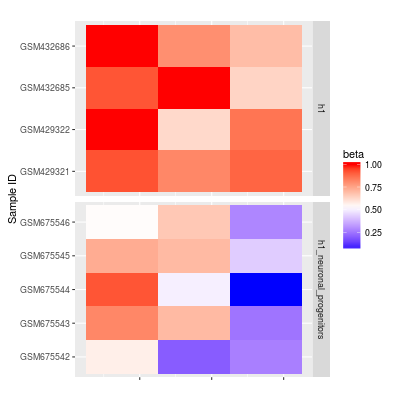 GSM432686
GSM432685
GSM429322
GSM429321
h1
GSM675546
GSM675545
GSM675544
GSM675543
GSM675542
h1_neuronal_progenitors
Sample ID
beta
1.00
0.75
0.50
0.25